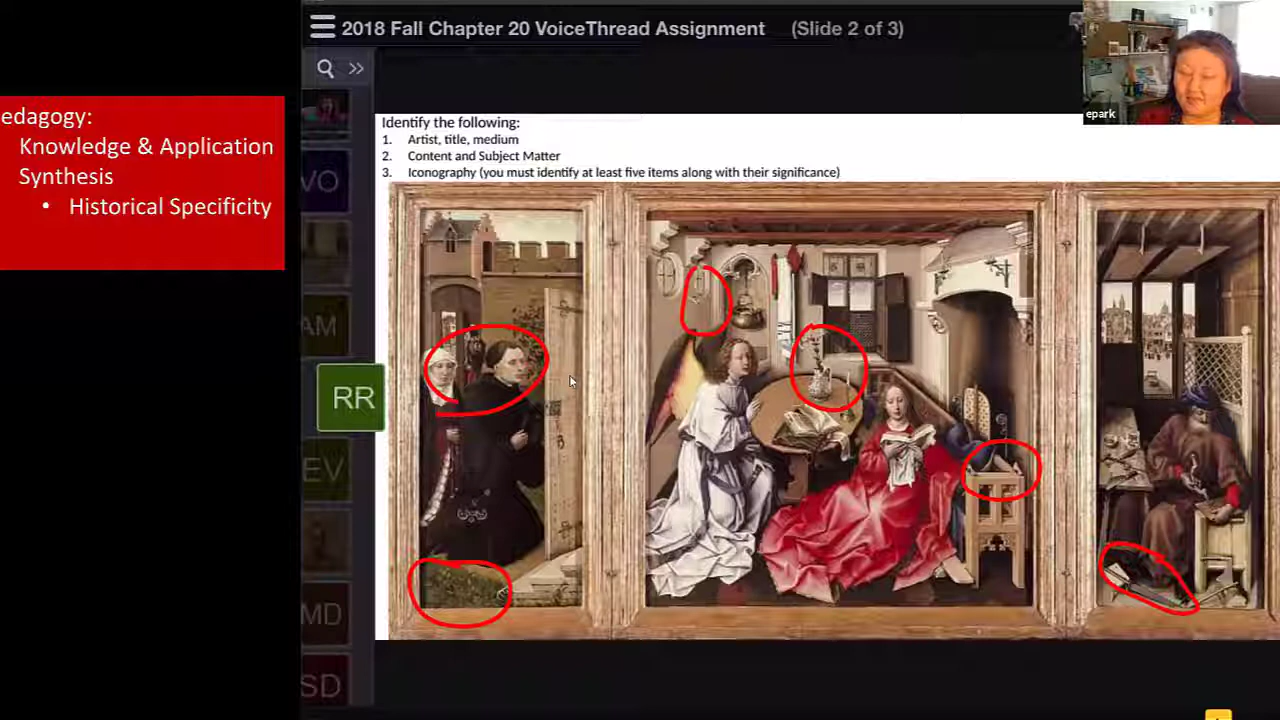 2018 Fall Chapter 20 VoiceThread Assignment (Slide 2 of 3)
epark
edagogy:
Knowledge & Application
Synthesis
• Historical Specificity
Identify the following:
1. Artist, title, medium
2. Content and Subject Matter
3. Iconography (you must identify at least five items along with their significance)
VO
AM
RR
EV
MD
SD